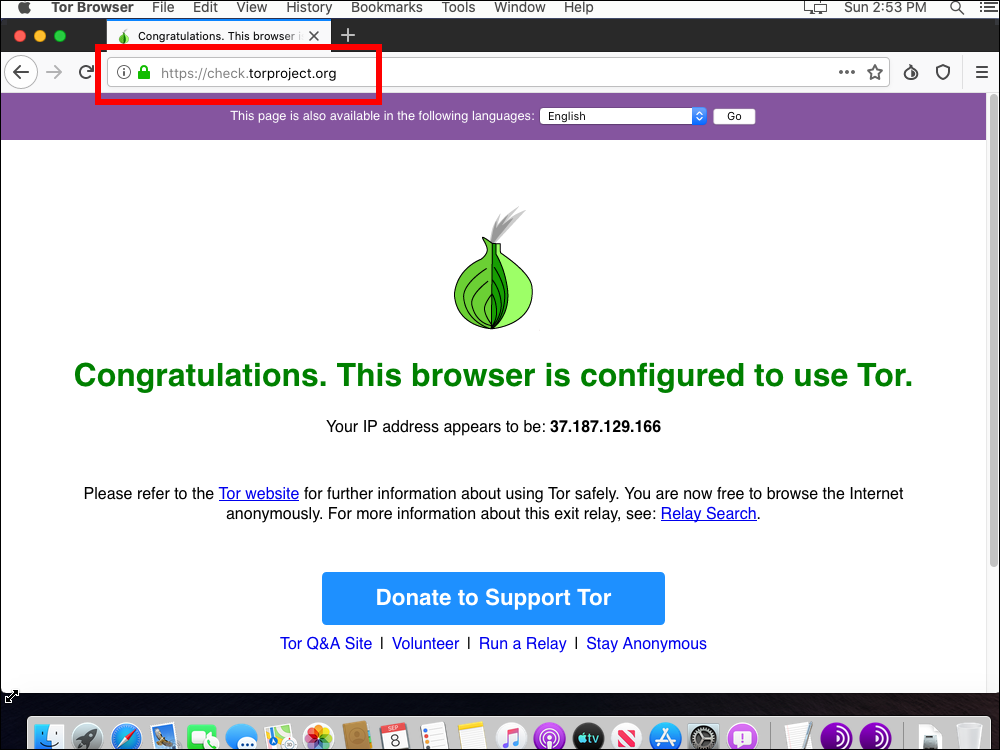 Tor Browser File Edit View History Bookmarks Tools Window Help Sun 2:53 PM
Congratulations. This browser i
https://check.torproject.org
This page is also available in the following languages: English Go
Congratulations. This browser is configured to use Tor.
Your IP address appears to be: 37.187.129.166
Please refer to the Tor website for further information about using Tor safely. You are now free to browse the Internet
anonymously. For more information about this exit relay, see: Relay Search.
Donate to Support Tor
Tor Q&A Site | Volunteer | Run a Relay | Stay Anonymous
SEP
8
tv